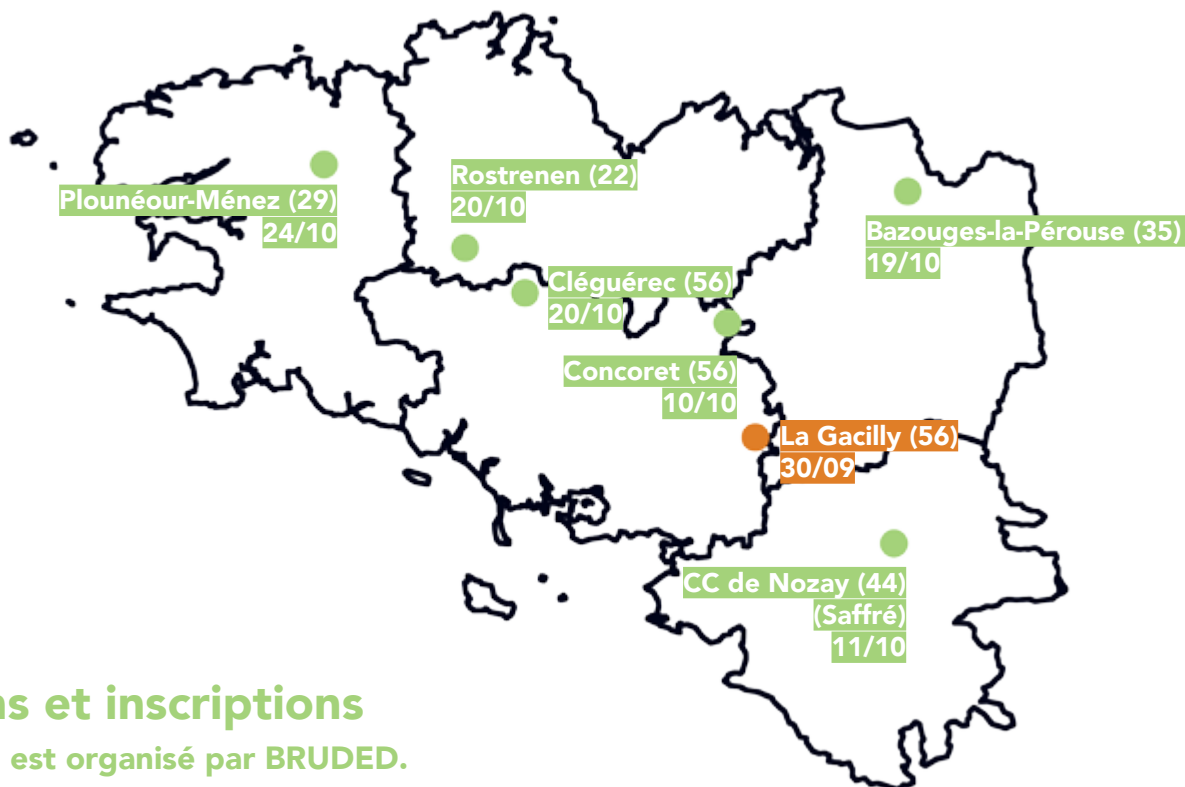 Plounéour-Ménez (29)
24/10
Rostrenen (22)
20/10
Bazouges-la-Pérouse (35)
19/10
Cléguérec (56)
20/10
Concoret (56)
10/10
La Gacilly (56)
30/09
CC de Nozay (44)
(Saffré)
11/10
et inscriptions
est organisé par BRUDED.